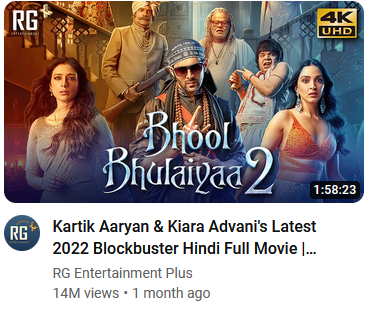 RG+
ENTERTAINMENT
4K
UHD
Bhool
Bhulaiyaa 2
1:58:23
RG+
Kartik Aaryan & Kiara Advani's Latest
2022 Blockbuster Hindi Full Movie |...
RG Entertainment Plus
14M views • 1 month ago